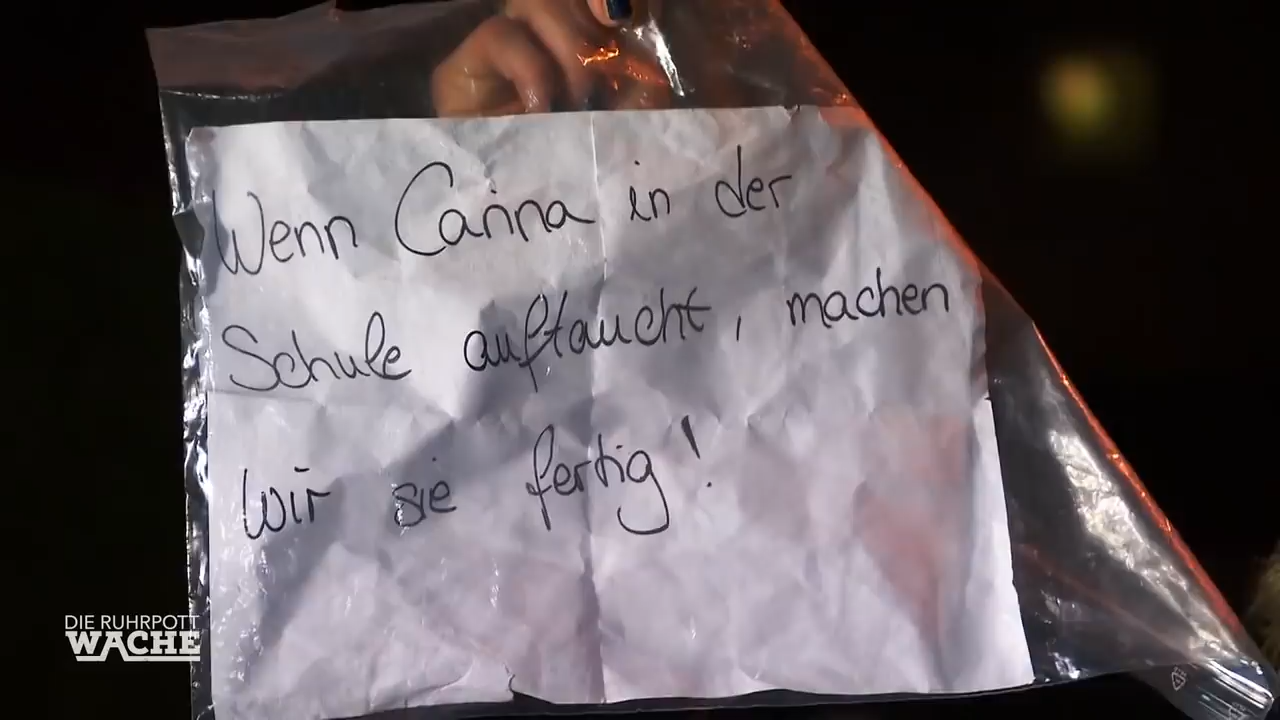 Wenn Carina in der
Schule auftaucht, machen
wir sie fertig!
DIE RUHRPOTT
WACHE